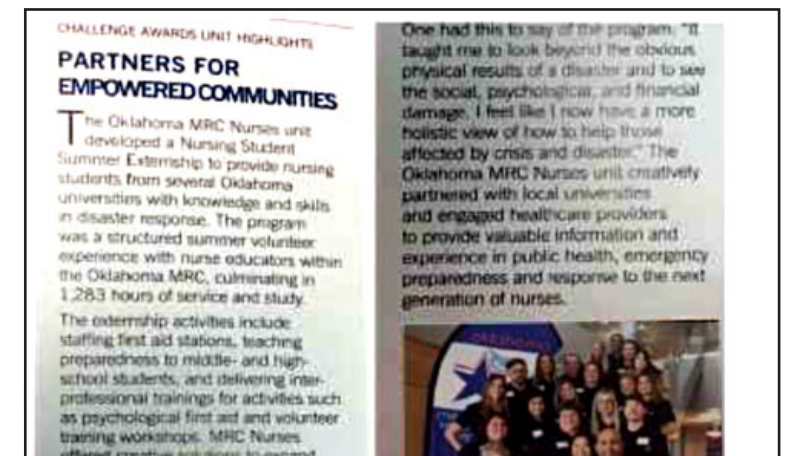 CHALLENGE AWARDS UNIT HIGHLIGHTS
PARTNERS FOR
EMPOWERED COMMUNITIES
The Oklahoma MRC Nurses unit
developed a Nursing Student
Summer Externship to provide nursing
students from several Oklahoma
universities with knowledge and skills
in disaster response. The program
was a structured summer volunteer
experience with nurse educators within
the Oklahoma MRC, culminating in
1,283 hours of service and study.
The externship activities include
staffing first aid stations, teaching
preparedness to middle- and high-
school students, and delivering inter-
professional trainings for activities such
as psychological first aid and volunteer
training workshops. MRC Nurses
offered creative solutions to expand
One had this to say of the program, "It
taught me to look beyond the obvious
physical results of a disaster and to see
the social, psychological, and financial
damage. I feel like I now have a more
holistic view of how to help those
affected by crisis and disaster." The
Oklahoma MRC Nurses unit creatively
partnered with local universities
and engaged healthcare providers
to provide valuable information and
experience in public health, emergency
preparedness and response to the next
generation of nurses.
Oklahoma